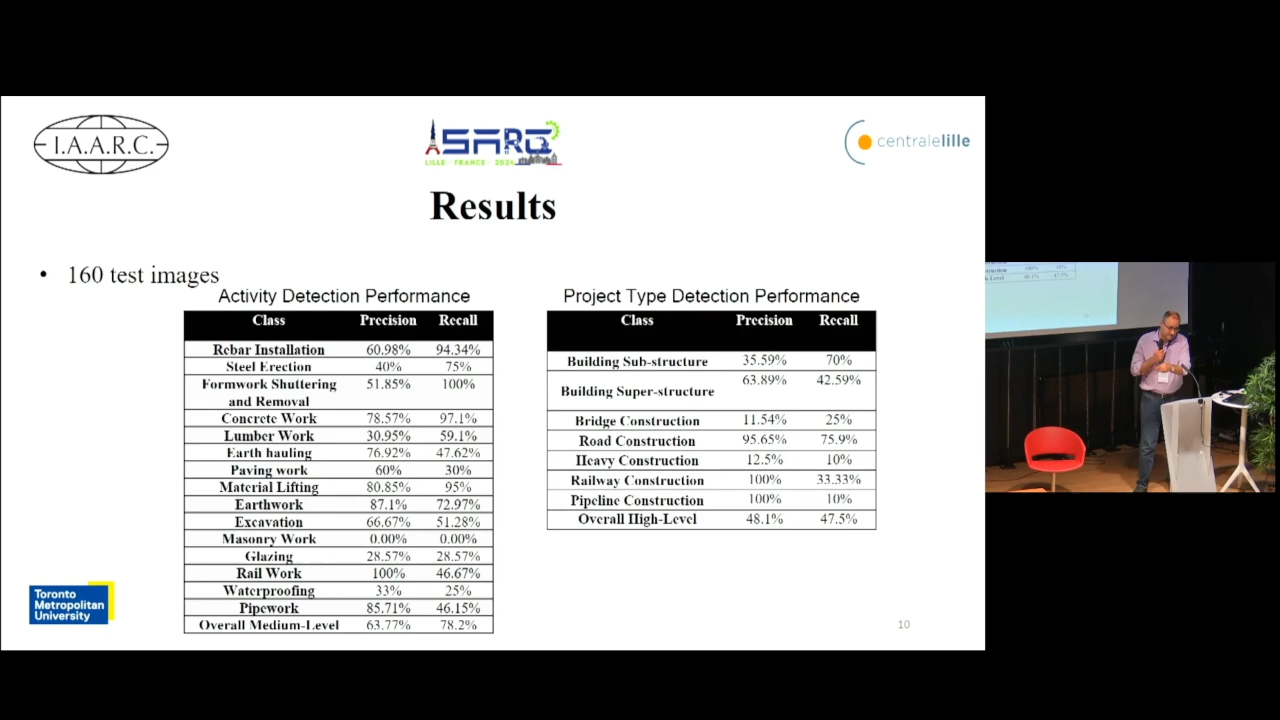 I.A.A.R.C.
ISARC
LILLE - FRANCE - 2024
centralelille
Results
• 160 test images
Activity Detection Performance
Class Precision Recall
Rebar Installation 60.98% 94.34%
Steel Erection 40% 75%
Formwork Shuttering and Removal 51.85% 100%
Concrete Work 78.57% 97.1%
Lumber Work 30.95% 59.1%
Earth hauling 76.92% 47.62%
Paving work 60% 30%
Material Lifting 80.85% 95%
Earthwork 87.1% 72.97%
Excavation 66.67% 51.28%
Masonry Work 0.00% 0.00%
Glazing 28.57% 28.57%
Rail Work 100% 46.67%
Waterproofing 33% 25%
Pipework 85.71% 46.15%
Overall Medium-Level 63.77% 78.2%
Project Type Detection Performance
Class Precision Recall
Building Sub-structure 35.59% 70%
Building Super-structure 63.89% 42.59%
Bridge Construction 11.54% 25%
Road Construction 95.65% 75.9%
Heavy Construction 12.5% 10%
Railway Construction 100% 33.33%
Pipeline Construction 100% 10%
Overall High-Level 48.1% 47.5%
Toronto
Metropolitan
University
10